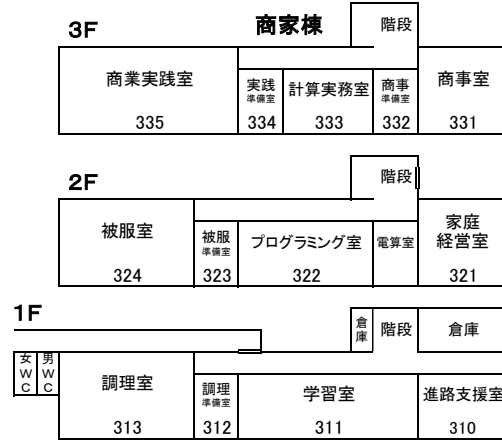 3F
商家棟
階段
商業実践室
335
実践
準備室
334
計算実務室
333
商事
準備室
332
商事室
331
2F
階段
被服室
324
被服
準備室
323
プログラミング室
322
電算室
家庭
経営室
321
1F
倉庫
階段
倉庫
女WC
男WC
調理室
313
調理
準備室
312
学習室
311
進路支援室
310